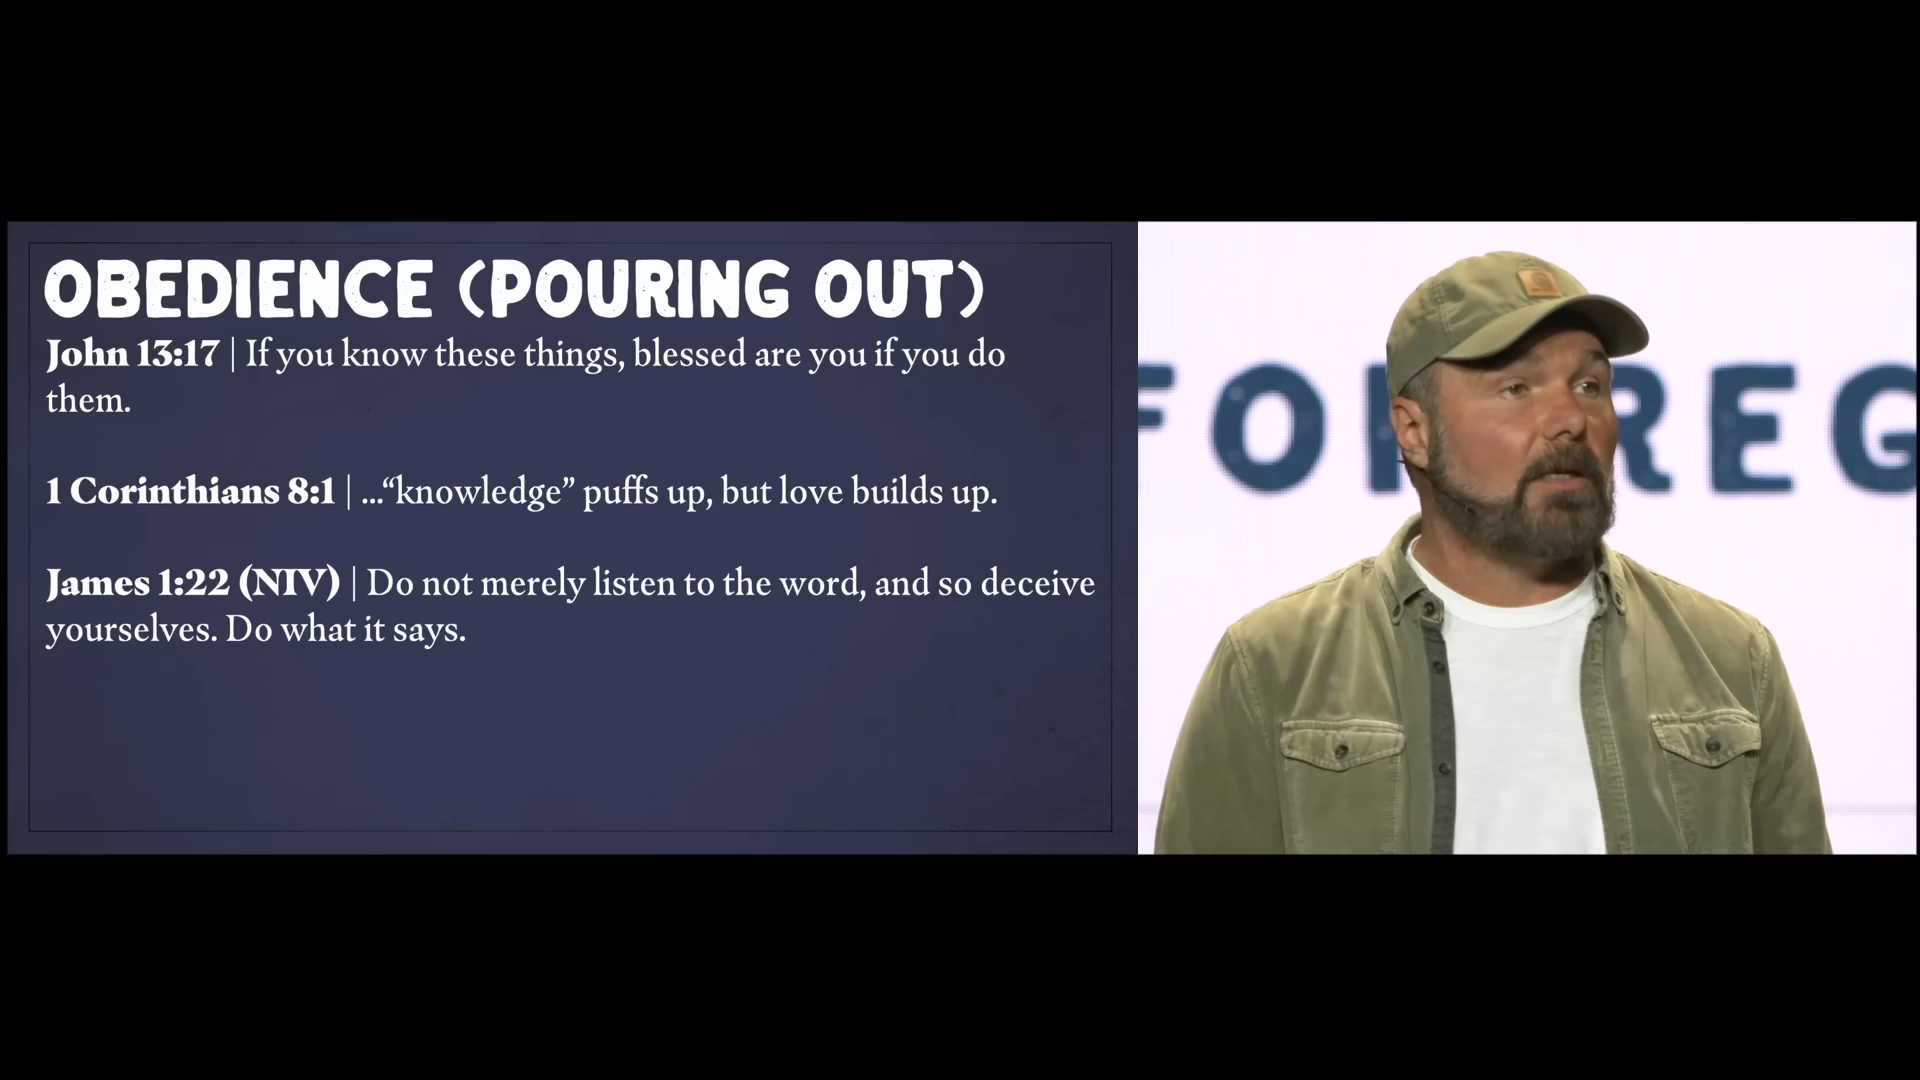 OBEDIENCE (POURING OUT)
John 13:17 | If you know these things, blessed are you if you do
them.
1 Corinthians 8:1 | ...“knowledge” puffs up, but love builds up.
James 1:22 (NIV) | Do not merely listen to the word, and so deceive
yourselves. Do what it says.
FO REG